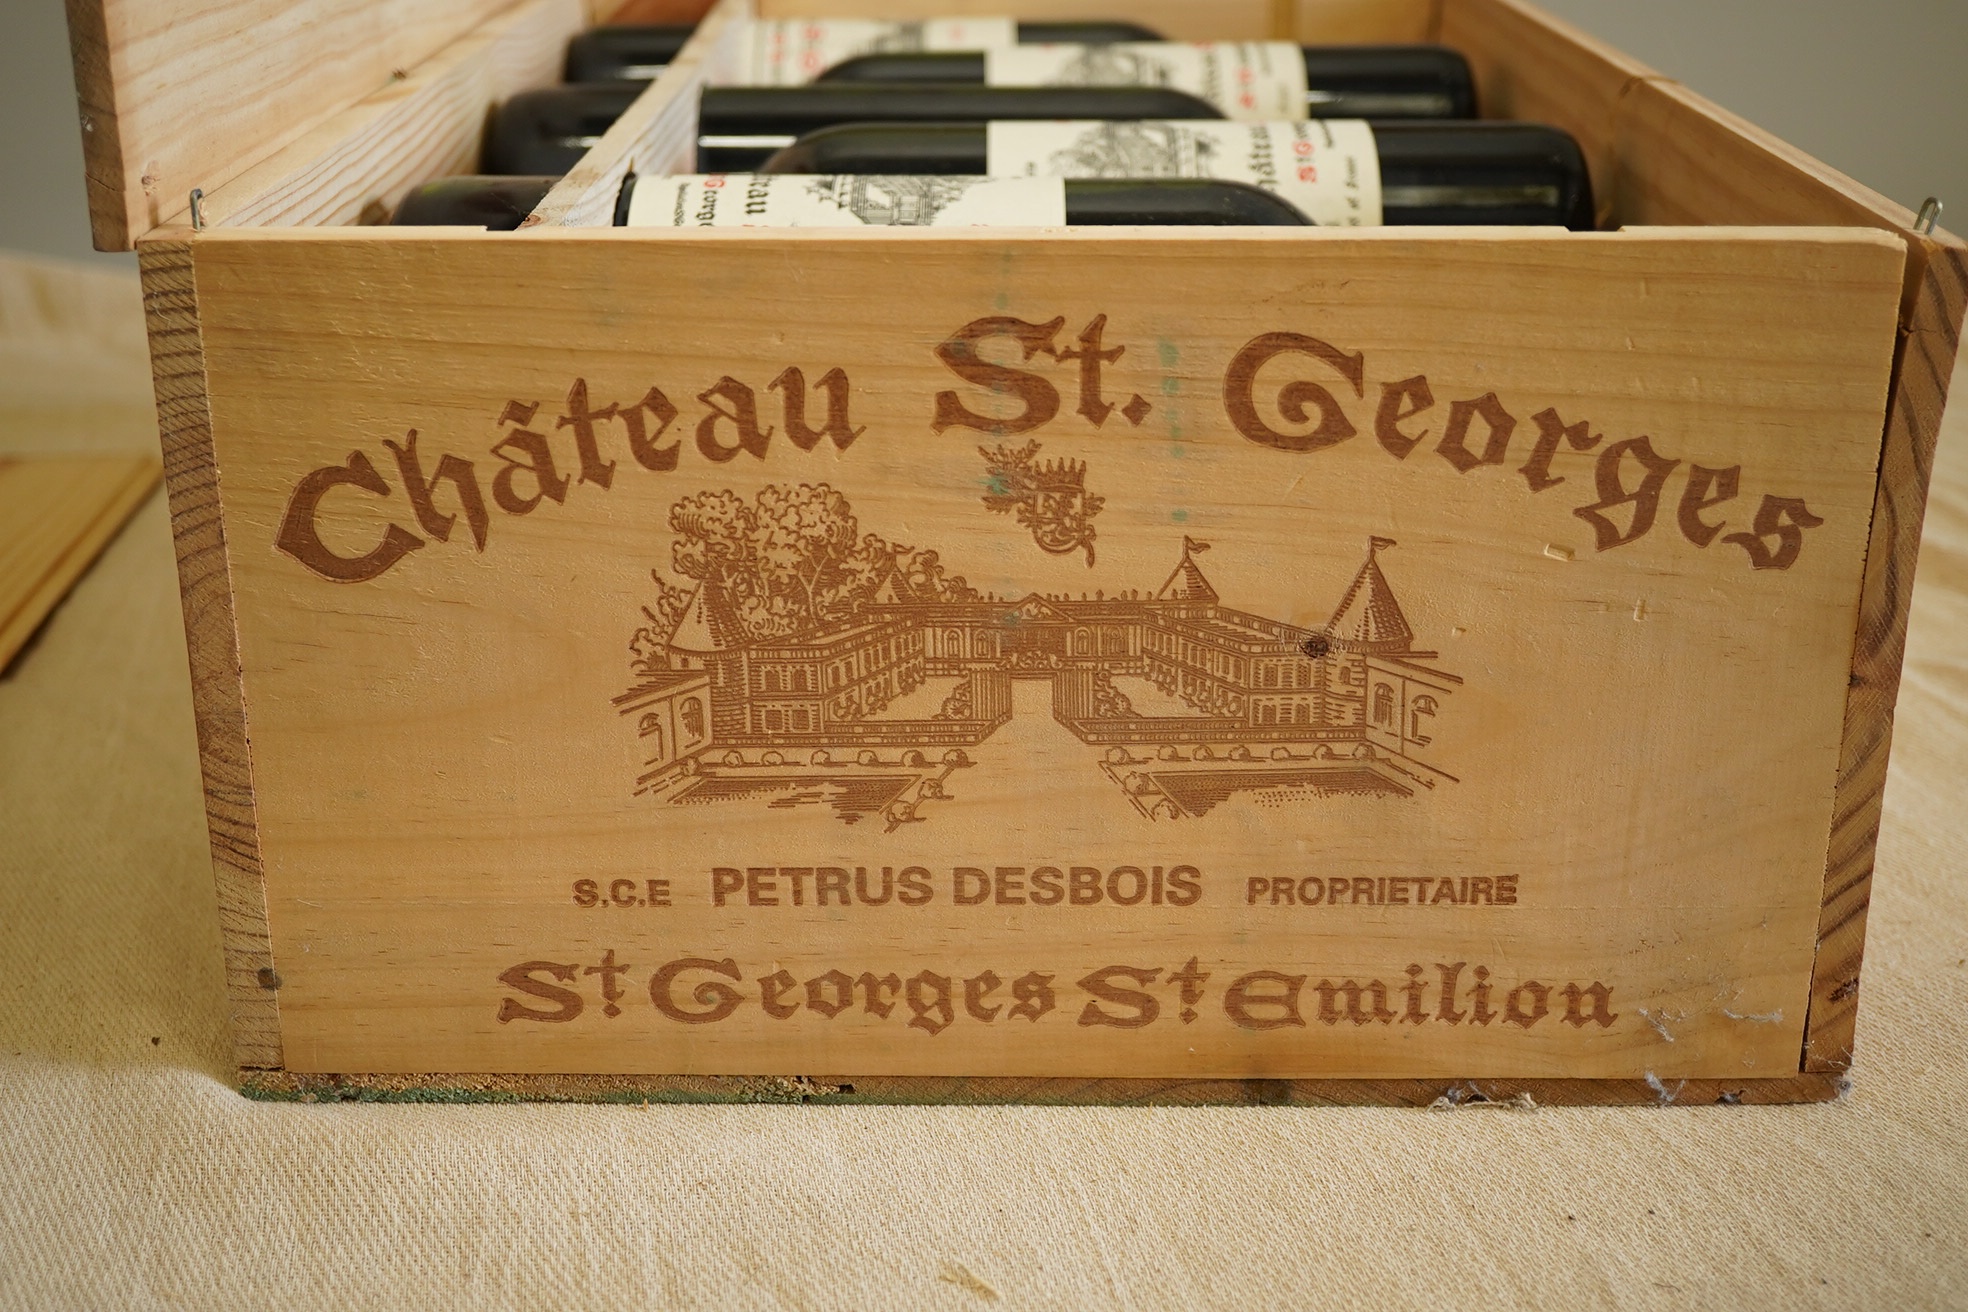 Château St. Georges
S.C.E PETRUS DESBOIS PROPRIETAIRE
St Georges St Emilion